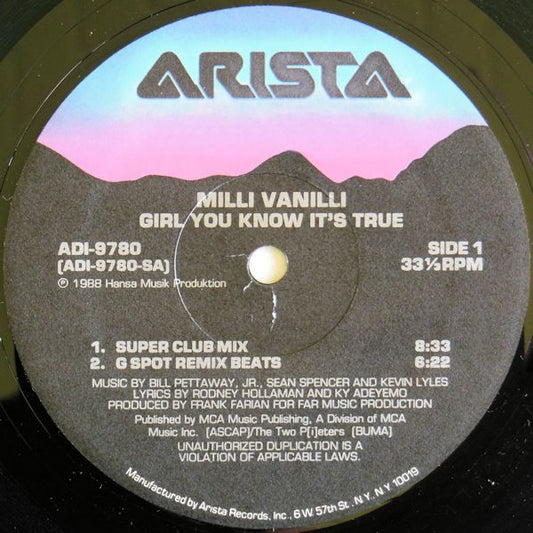 ARISTA
MILLI VANILLI
GIRL YOU KNOW IT'S TRUE
ADI-9780 SIDE 1
(ADI-9780-SA) 33⅓ RPM
℗ 1988 Hansa Musik Produktion
1. SUPER CLUB MIX 8:33
2. G SPOT REMIX BEATS 6:22
MUSIC BY BILL PETTAWAY, JR., SEAN SPENCER AND KEVIN LYLES
LYRICS BY RODNEY HOLLAMAN AND KY ADEYEMO
PRODUCED BY FRANK FARIAN FOR FAR MUSIC PRODUCTION
Published by MCA Music Publishing, A Division of MCA
Music Inc. (ASCAP)/The Two P[i]eters (BUMA)
UNAUTHORIZED DUPLICATION IS A
VIOLATION OF APPLICABLE LAWS.
Manufactured by Arista Records, Inc., 6 W 57th St., N.Y., N.Y. 10019